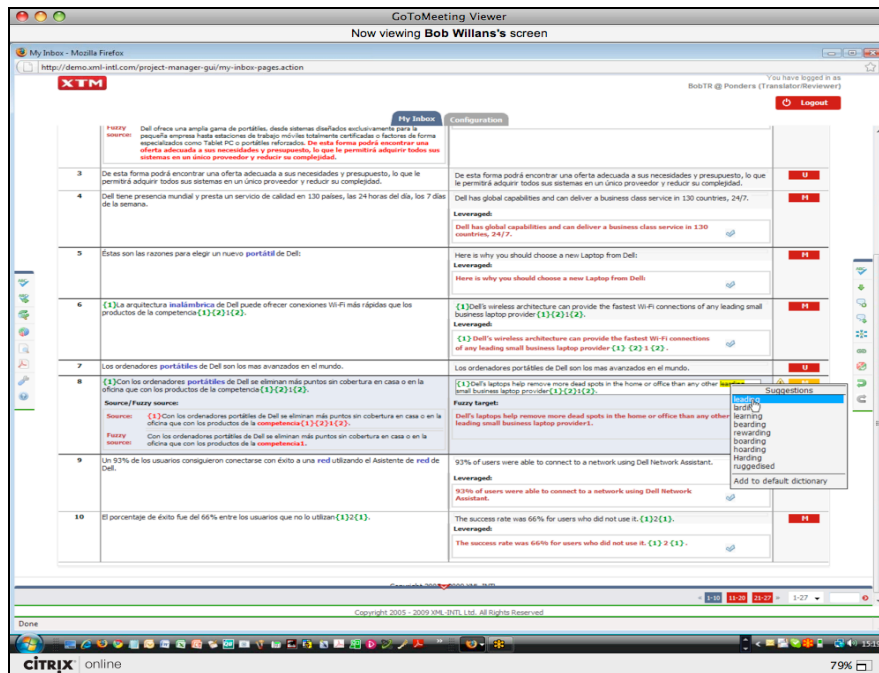 GoToMeeting Viewer
Now viewing Bob Willans's screen
My Inbox - Mozilla Firefox
http://demo.xml-intl.com/project-manager-gui/my-inbox-pages.action
XTM
You have logged in as
BobTR @ Ponders (Translator/Reviewer)
Logout
My Inbox Configuration
Fuzzy source: Dell ofrece una amplia gama de portátiles, desde sistemas diseñados exclusivamente para la
pequeña empresa hasta estaciones de trabajo móviles totalmente certificadas o factores de forma
especializados como Tablet PC o portátiles reforzados. De esta forma podrá encontrar una
oferta adecuada a sus necesidades y presupuesto, lo que le permitirá adquirir todos sus
sistemas en un único proveedor y reducir su complejidad.
3 De esta forma podrá encontrar una oferta adecuada a sus necesidades y presupuesto, lo que le
permitirá adquirir todos sus sistemas en un único proveedor y reducir su complejidad.
De esta forma podrá encontrar una oferta adecuada a sus necesidades y presupuesto, lo que
le permitirá adquirir todos sus sistemas en un único proveedor y reducir su complejidad.
U
4 Dell tiene presencia mundial y presta un servicio de calidad en 130 países, las 24 horas del día, los 7 días
de la semana.
Dell has global capabilities and can deliver a business class service in 130 countries, 24/7.
M
Leveraged:
Dell has global capabilities and can deliver a business class service in 130
countries, 24/7.
5 Éstas son las razones para elegir un nuevo portátil de Dell:
Here is why you should choose a new Laptop from Dell:
M
Leveraged:
Here is why you should choose a new Laptop from Dell:
6 {1}La arquitectura inalámbrica de Dell puede ofrecer conexiones Wi-Fi más rápidas que los
productos de la competencia{1}{2}1{2}.
{1}Dell's wireless architecture can provide the fastest Wi-Fi connections of any leading small
business laptop provider{1}{2}1{2}.
M
Leveraged:
{1} Dell's wireless architecture can provide the fastest Wi-Fi connections
of any leading small business laptop provider {1} {2} 1 {2} .
7 Los ordenadores portátiles de Dell son los mas avanzados en el mundo.
Los ordenadores portátiles de Dell son los mas avanzados en el mundo.
U
8 {1}Con los ordenadores portátiles de Dell se eliminan más puntos sin cobertura en casa o en la
oficina que con los productos de la competencia{1}{2}1{2}.
{1}Dell's laptops help remove more dead spots in the home or office than any other
small business laptop provider{1}{2}1{2}.
Source/Fuzzy source:
Source: {1}Con los ordenadores portátiles de Dell se eliminan más puntos sin cobertura en casa o en la
oficina que con los productos de la competencia{1}{2}1{2}.
Fuzzy source: Con los ordenadores portátiles de Dell se eliminan más puntos sin cobertura en casa o en la
oficina que con los productos de la competencia1.
Fuzzy target:
Dell's laptops help remove more dead spots in the home or office than any other
leading small business laptop provider1.
Suggestions
leading
tardif
learning
bearding
rewarding
boarding
hoarding
Harding
ruggedised
Add to default dictionary
9 Un 93% de los usuarios consiguieron conectarse con éxito a una red utilizando el Asistente de red de
Dell.
93% of users were able to connect to a network using Dell Network Assistant.
Leveraged:
93% of users were able to connect to a network using Dell Network
Assistant.
10 El porcentaje de éxito fue del 66% entre los usuarios que no lo utilizan{1}2{1}.
The success rate was 66% for users who did not use it. {1}2{1}.
M
Leveraged:
The success rate was 66% for users who did not use it. {1} 2 {1} .
1-10 11-20 21-27 1-27
Copyright 2005 - 2009 XML-INTL Ltd. All Rights Reserved
Done
15:19
CITRIX online
79%